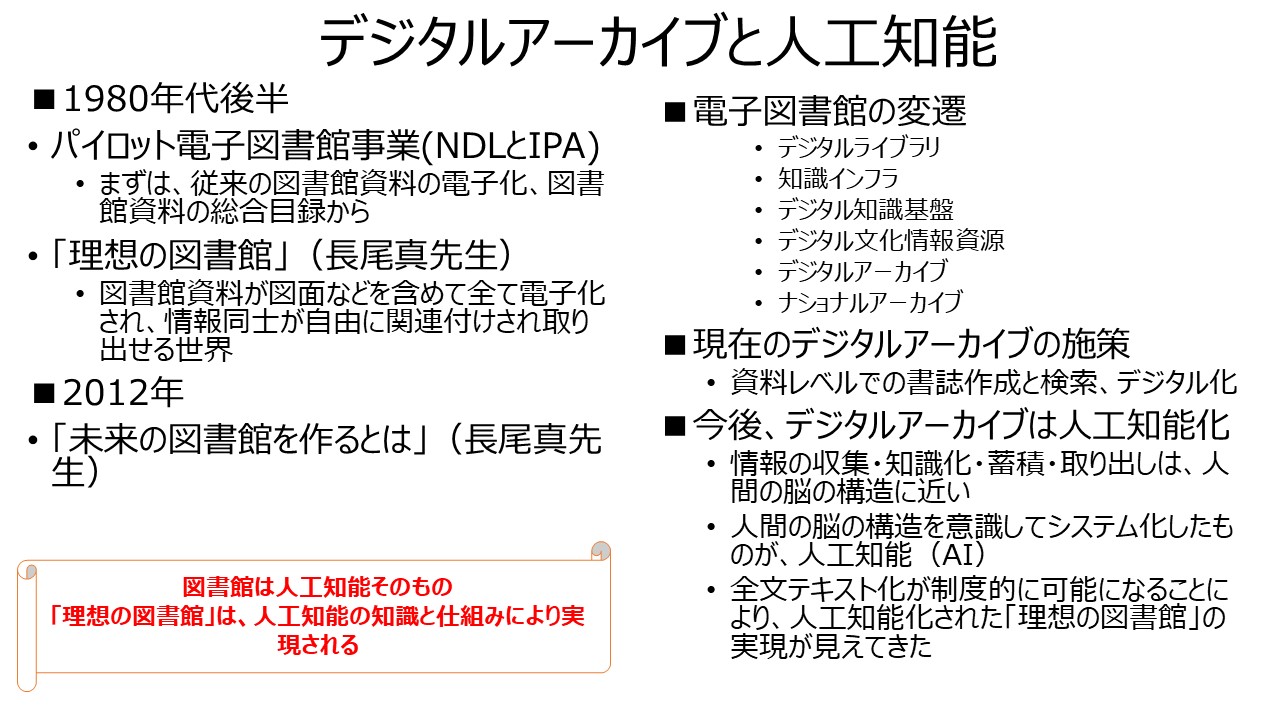 デジタルアーカイブと人工知能
■1980年代後半
• パイロット電子図書館事業(NDLとIPA)
• まずは、従来の図書館資料の電子化、図書
館資料の総合目録から
• 「理想の図書館」（長尾真先生）
• 図書館資料が図面などを含めて全て電子化
され、情報同士が自由に関連付けされ取り
出せる世界
■2012年
• 「未来の図書館を作るとは」（長尾真先
生）
図書館は人工知能そのもの
「理想の図書館」は、人工知能の知識と仕組みにより実
現される
■電子図書館の変遷
• デジタルライブラリ
• 知識インフラ
• デジタル知識基盤
• デジタル文化情報資源
• デジタルアーカイブ
• ナショナルアーカイブ
■現在のデジタルアーカイブの施策
• 資料レベルでの書誌作成と検索、デジタル化
■今後、デジタルアーカイブは人工知能化
• 情報の収集・知識化・蓄積・取り出しは、人
間の脳の構造に近い
• 人間の脳の構造を意識してシステム化したも
のが、人工知能（AI）
• 全文テキスト化が制度的に可能になることに
より、人工知能化された「理想の図書館」の
実現が見えてきた